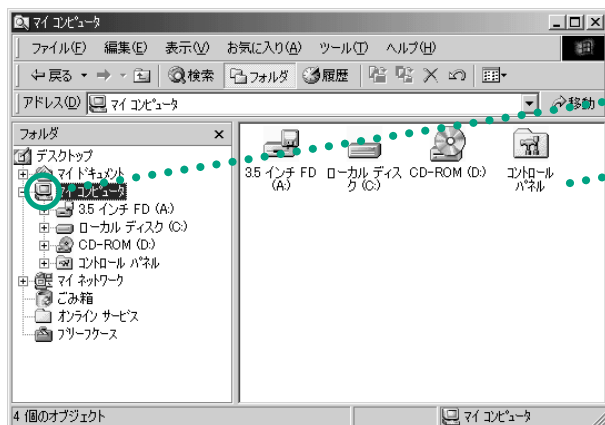 マイ コンピュータ
ファイル(F) 編集(E) 表示(V) お気に入り(A) ツール(T) ヘルプ(H)
戻る 検索 フォルダ 履歴
アドレス(D) マイ コンピュータ 移動
フォルダ ×
デスクトップ
マイ ドキュメント
マイ コンピュータ
3.5 インチ FD (A:)
ローカル ディスク (C:)
CD-ROM (D:)
コントロール パネル
マイ ネットワーク
ごみ箱
オンライン サービス
ブリーフケース
3.5 インチ FD
(A:)
ローカル ディス
ク (C:)
CD-ROM (D:)
コントロール
パネル
4 個のオブジェクト マイ コンピュータ